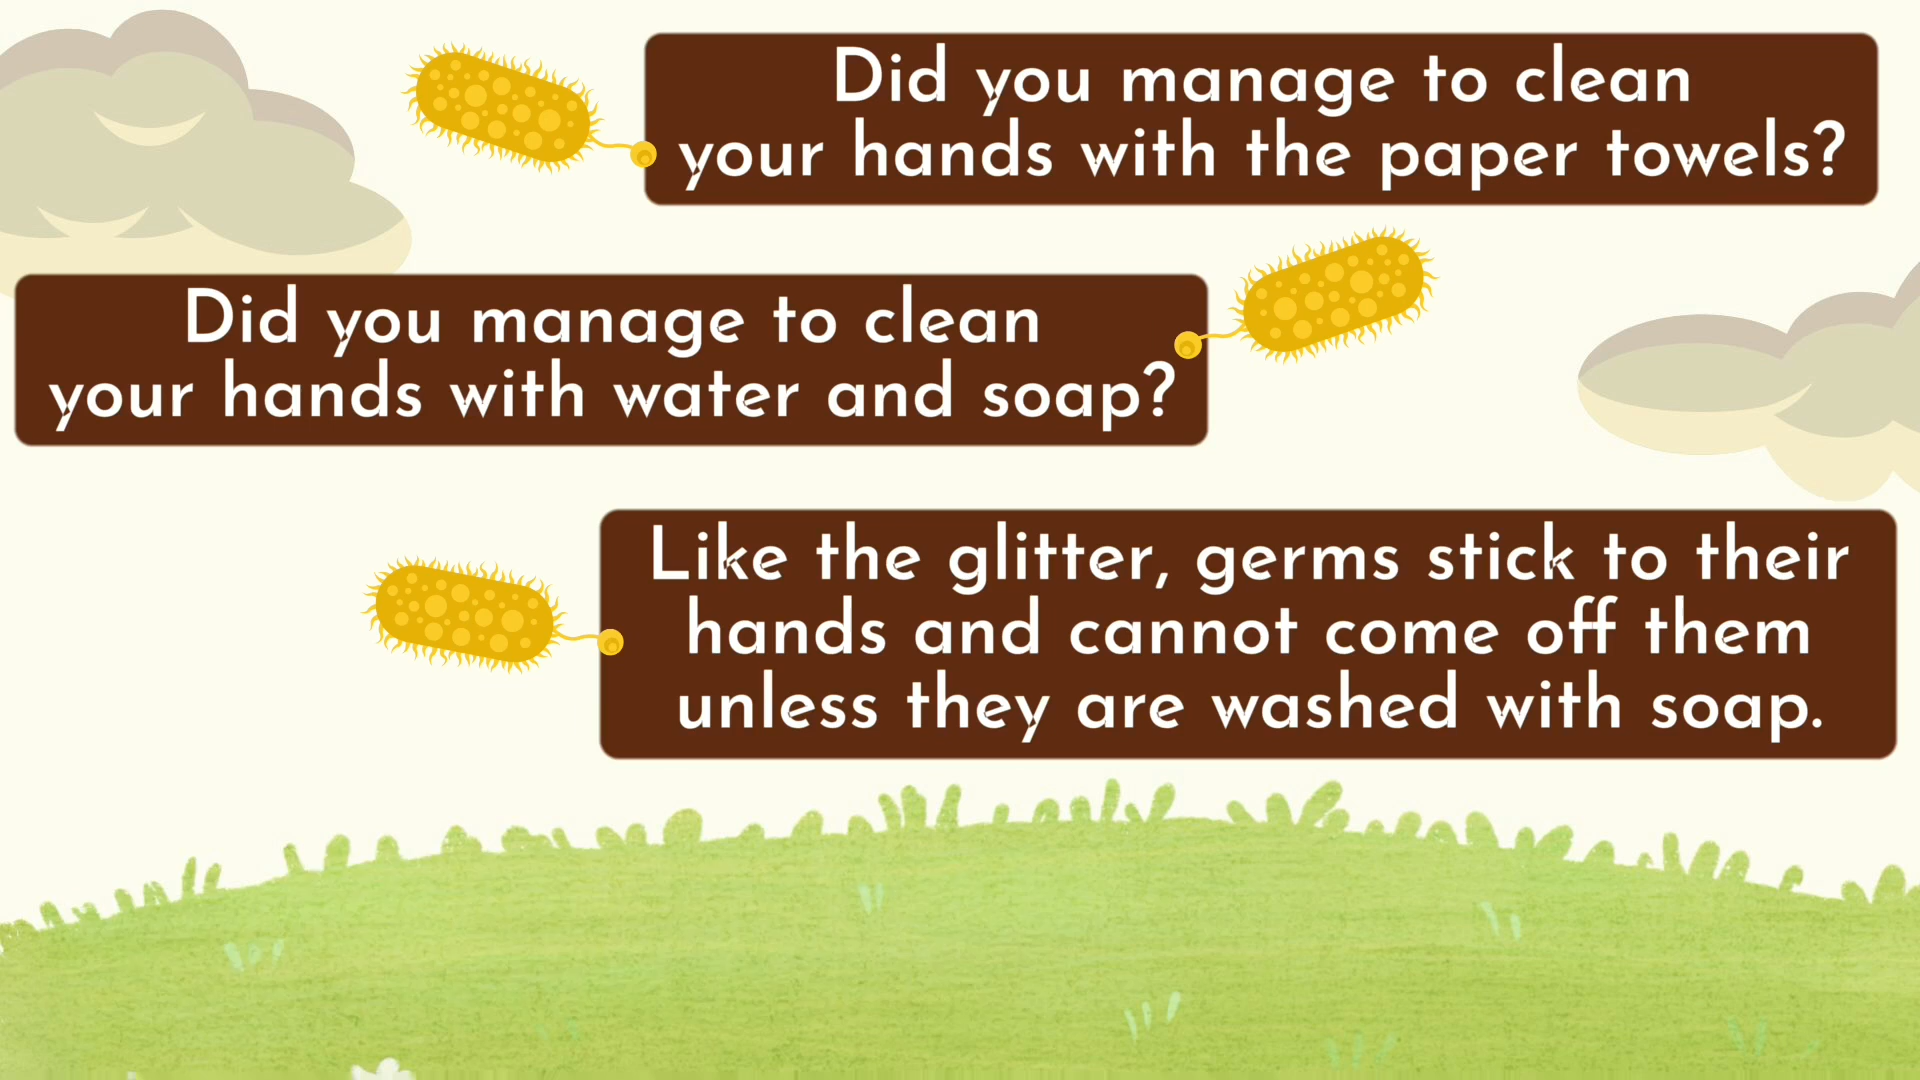 Did you manage to clean
your hands with the paper towels?
Did you manage to clean
your hands with water and soap?
Like the glitter, germs stick to their
hands and cannot come off them
unless they are washed with soap.